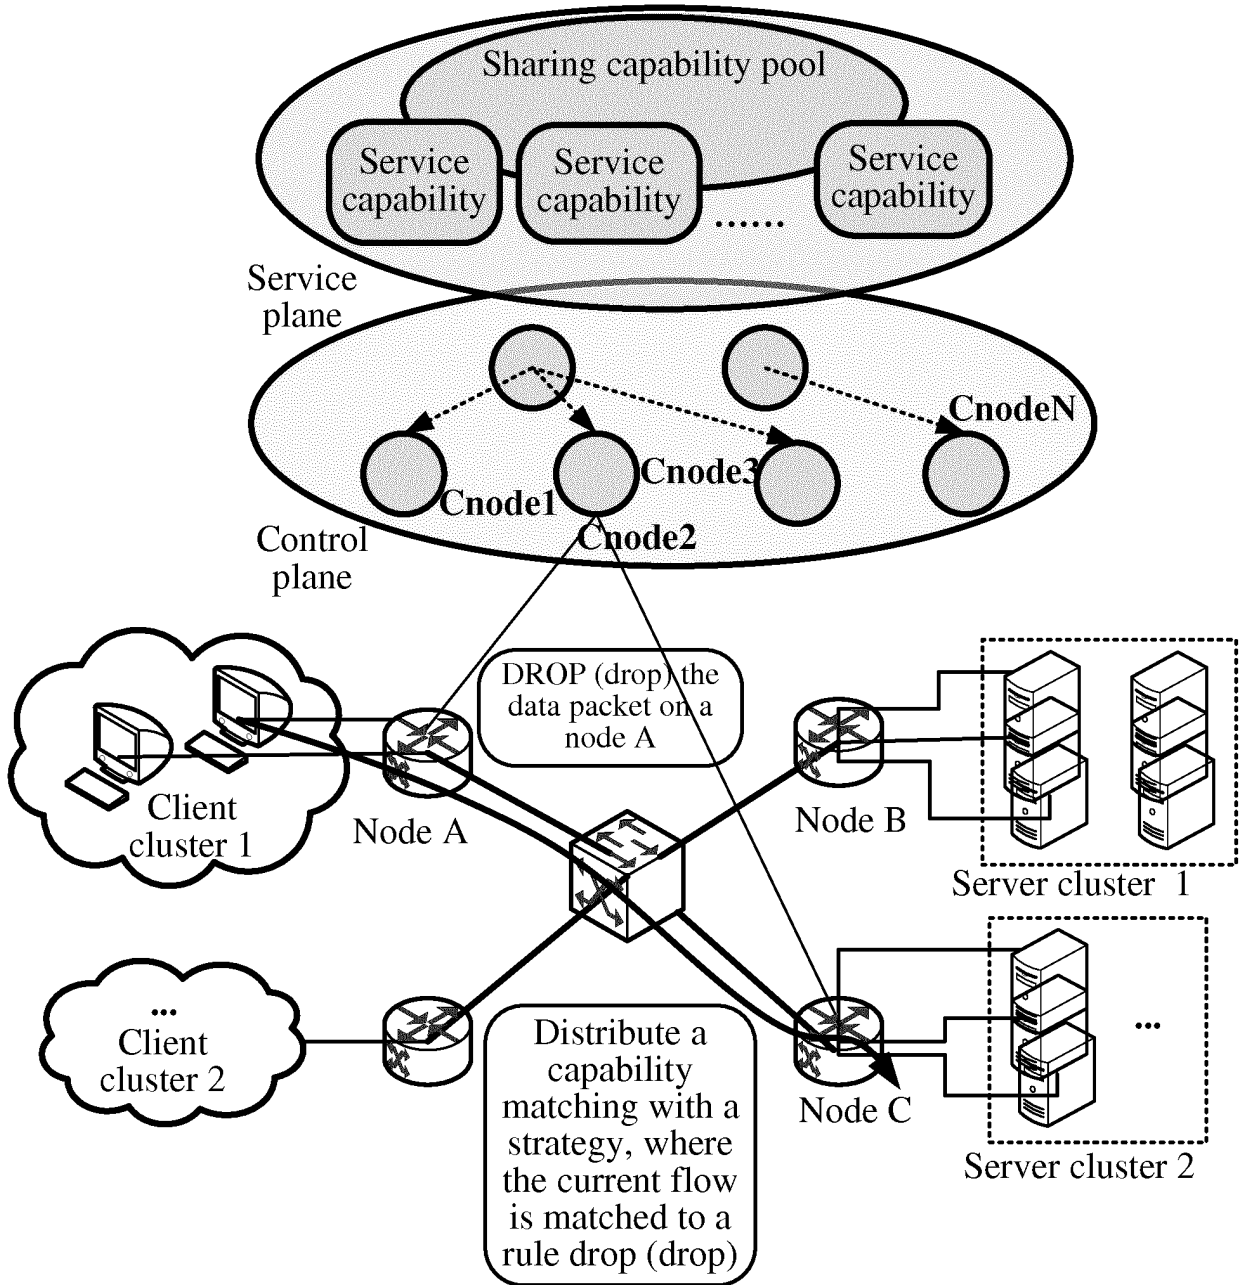 Sharing capability pool
Service
capability
Service
capability
......
Service
capability
Service
plane
CnodeN
Cnode3
Cnode1
Cnode2
Control
plane
DROP (drop) the
data packet on a
node A
Client
cluster 1
Node A
Node B
Server cluster 1
...
Client
cluster 2
Distribute a
capability
matching with a
strategy, where
the current flow
is matched to a
rule drop (drop)
Node C
...
Server cluster 2